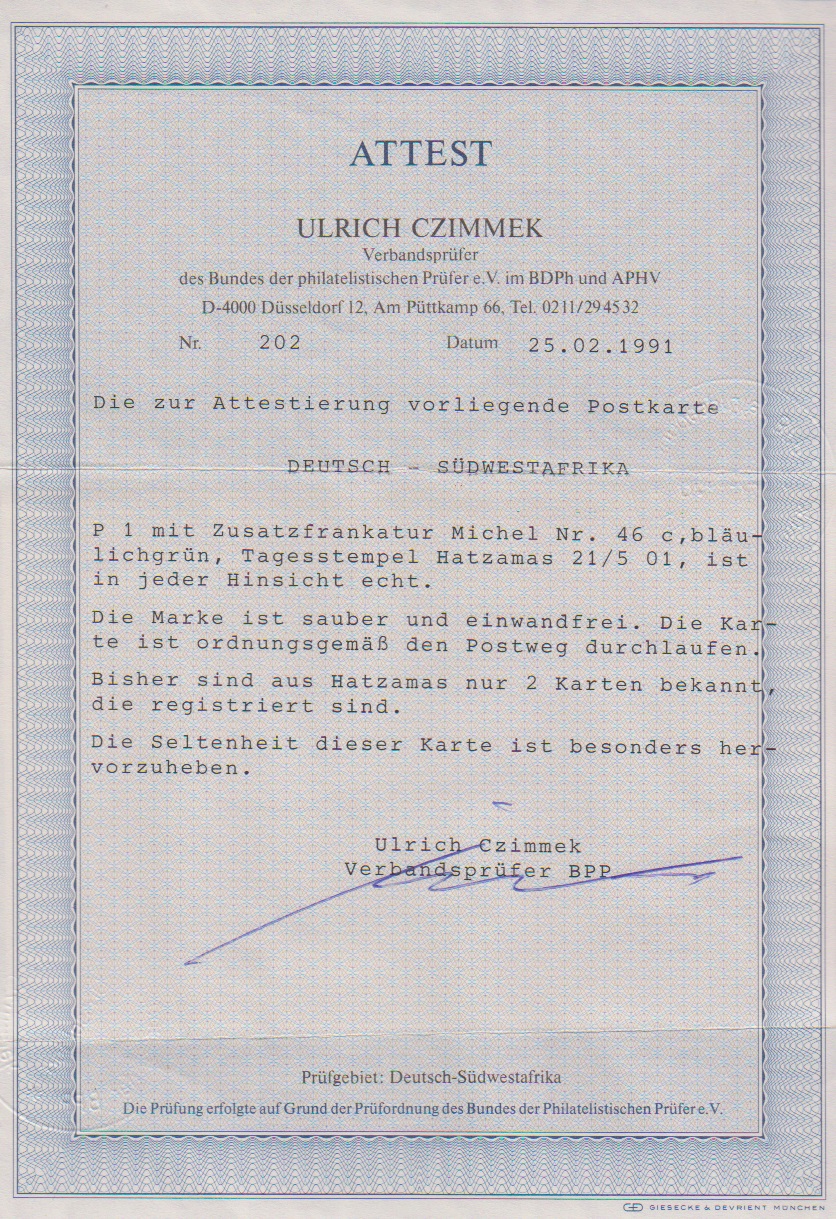 ATTEST
ULRICH CZIMMEK
Verbandsprüfer
des Bundes der philatelistischen Prüfer e.V. im BDPh und APHV
D-4000 Düsseldorf 12, Am Püttkamp 66, Tel. 0211/294532
Nr. 202 Datum 25.02.1991
Die zur Attestierung vorliegende Postkarte
DEUTSCH - SÜDWESTAFRIKA
P 1 mit Zusatzfrankatur Michel Nr. 46 c,bläu-
lichgrün, Tagesstempel Hatzamas 21/5 01, ist
in jeder Hinsicht echt.
Die Marke ist sauber und einwandfrei. Die Kar-
te ist ordnungsgemäß den Postweg durchlaufen.
Bisher sind aus Hatzamas nur 2 Karten bekannt,
die registriert sind.
Die Seltenheit dieser Karte ist besonders her-
vorzuheben.
Ulrich Czimmek
Verbandsprüfer BPP
Prüfgebiet: Deutsch-Südwestafrika
Die Prüfung erfolgte auf Grund der Prüfordnung des Bundes der Philatelistischen Prüfer e.V.
GIESECKE & DEVRIENT MÜNCHEN